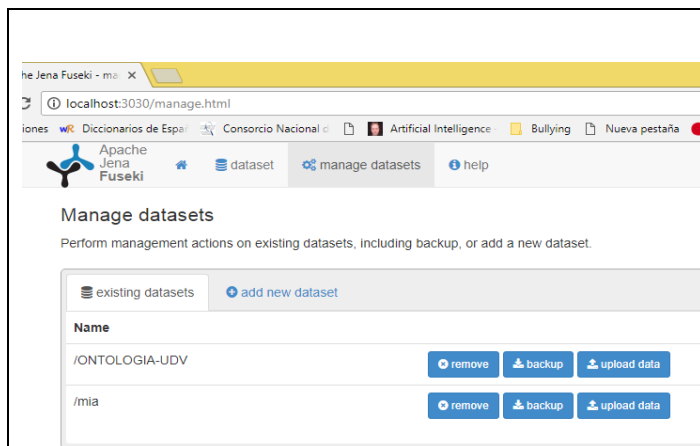 he Jena Fuseki - ma
localhost:3030/manage.html
iones wR Diccionarios de Espa Consorcio Nacional d Artificial Intelligence Bullying Nueva pestaña
Apache Jena Fuseki dataset manage datasets help
Manage datasets
Perform management actions on existing datasets, including backup, or add a new dataset.
existing datasets add new dataset
Name
/ONTOLOGIA-UDV remove backup upload data
/mia remove backup upload data